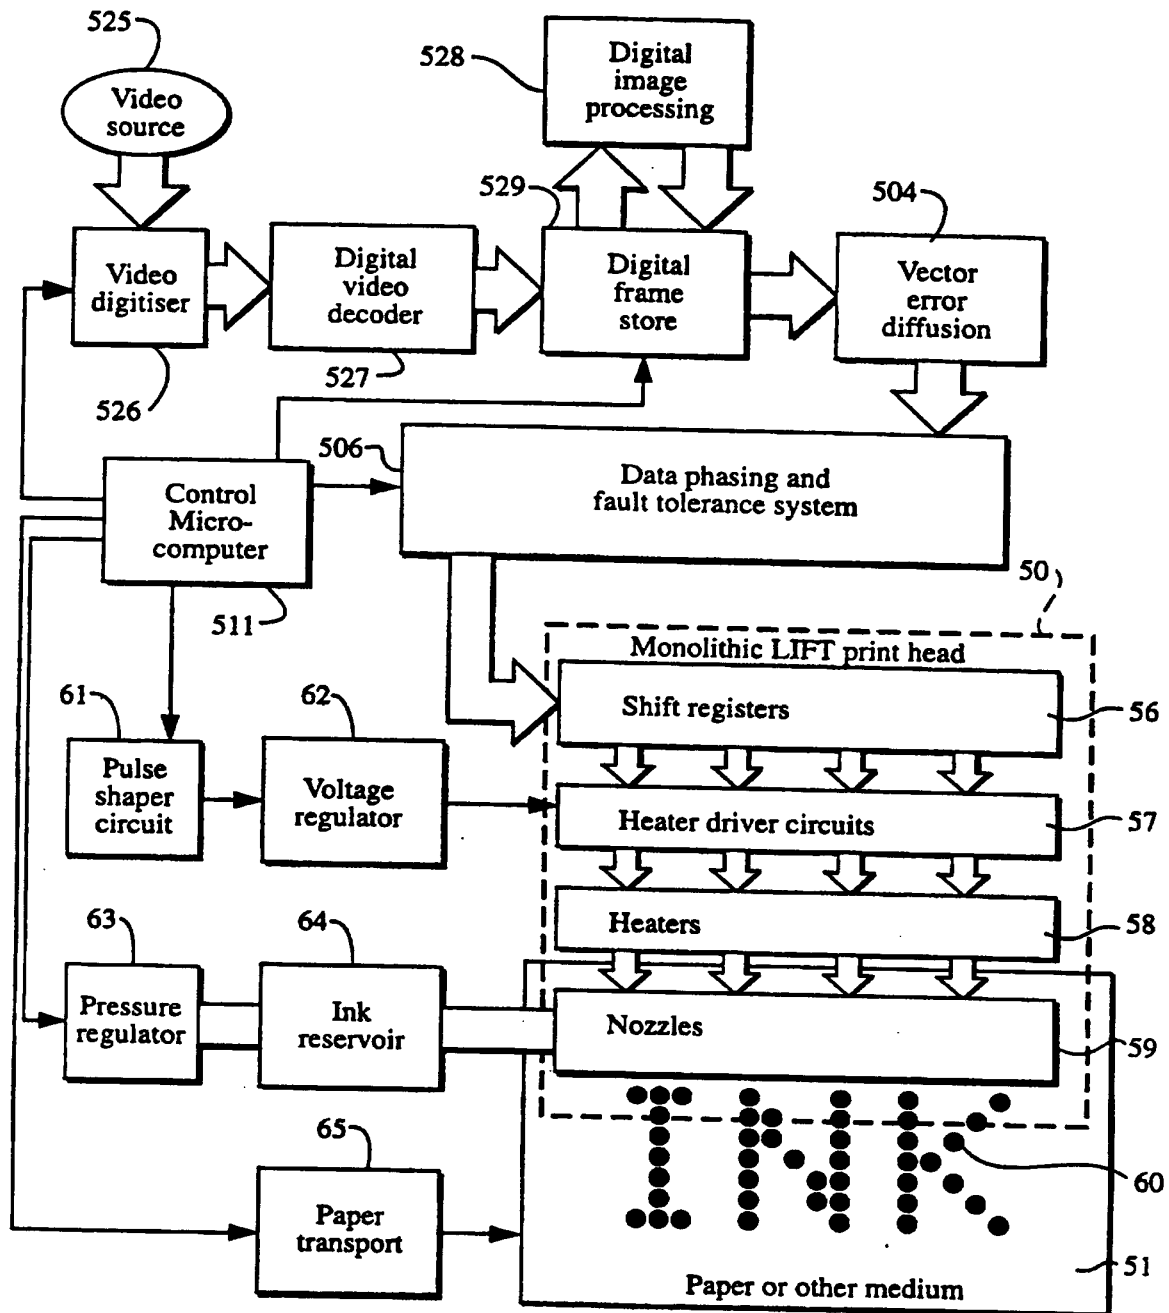 525
Video
source
528
Digital
image
processing
529
504
Video
digitiser
Digital
video
decoder
Digital
frame
store
Vector
error
diffusion
526
527
506
Data phasing and
fault tolerance system
Control
Micro-
computer
511
50
Monolithic LIFT print head
61
62
Shift registers
56
Pulse
shaper
circuit
Voltage
regulator
Heater driver circuits
57
63
64
Heaters
58
Pressure
regulator
Ink
reservoir
Nozzles
59
INK
60
65
Paper
transport
51
Paper or other medium